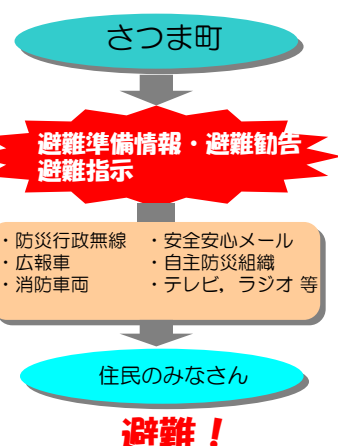 さつま町
避難準備情報・避難勧告
避難指示
・防災行政無線 ・安全安心メール
・広報車 ・自主防災組織
・消防車両 ・テレビ，ラジオ 等
住民のみなさん
避難！